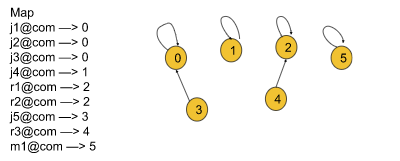 Map
j1@com —> 0
j2@com —> 0
j3@com —> 0
j4@com —> 1
r1@com —> 2
r2@com —> 2
j5@com —> 3
r3@com —> 4
m1@com —> 5
0
1
2
5
3
4